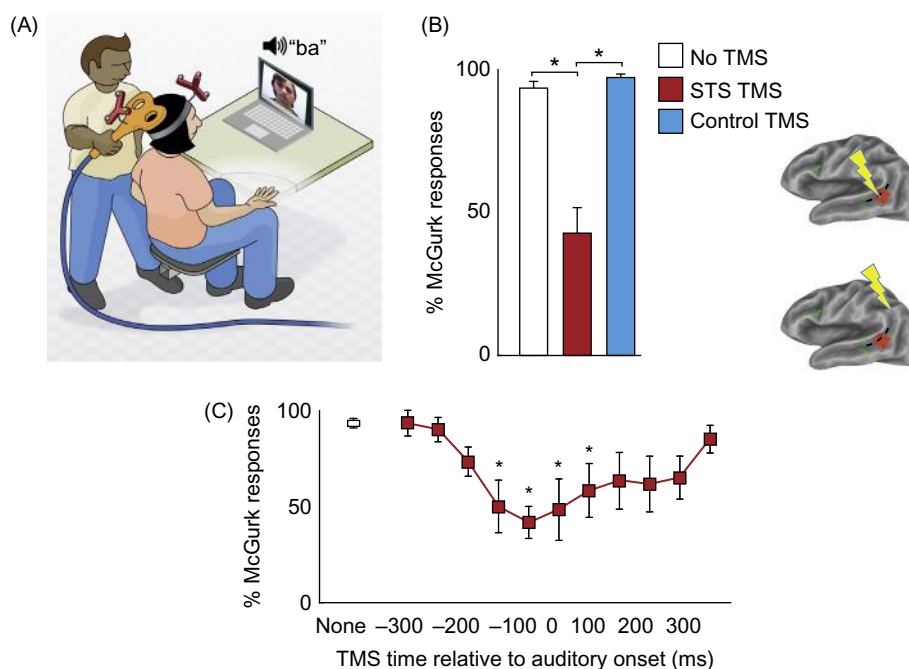 (A)
"ba"
(B)
% McGurk responses
100
50
0
*
*
No TMS
STS TMS
Control TMS
(C)
% McGurk responses
100
50
0
*
*
*
*
None –300 –200 –100 0 100 200 300
TMS time relative to auditory onset (ms)